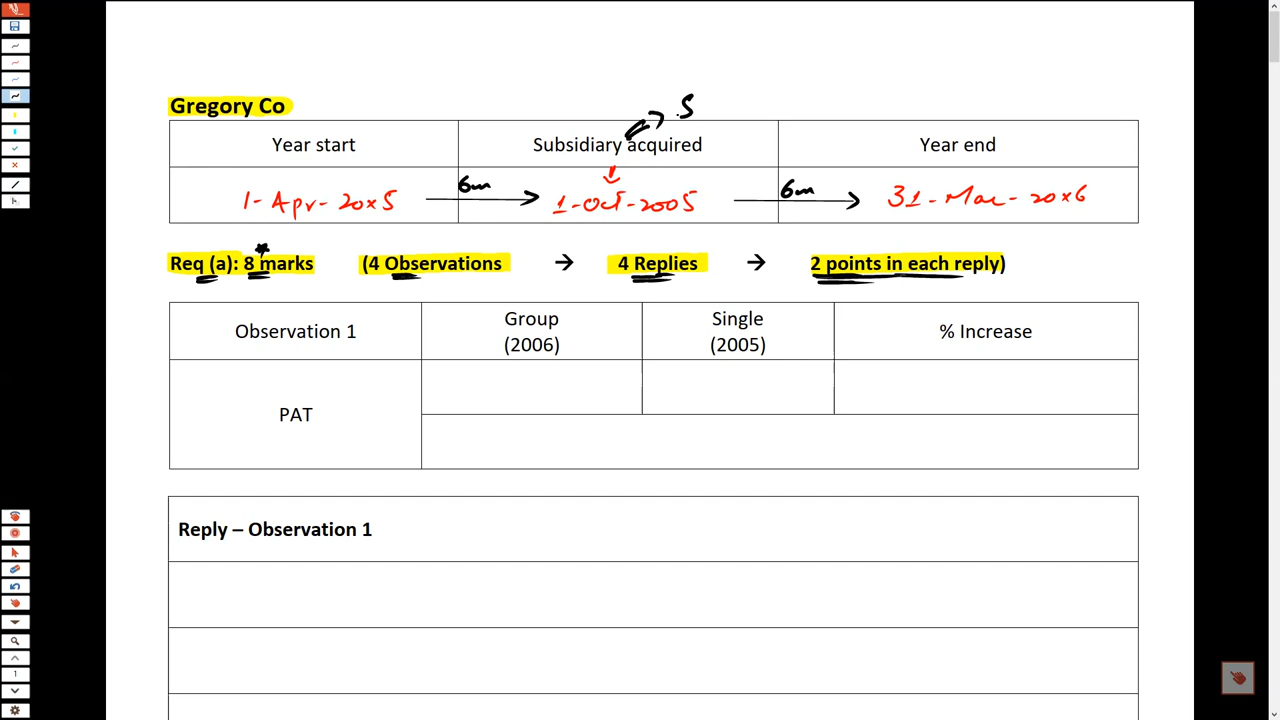 Gregory Co
S
Year start Subsidiary acquired Year end
1-Apr-20x5 6m 1-Oct-2005 6m 31-Mar-20x6
Req (a): 8 marks (4 Observations → 4 Replies → 2 points in each reply)
Observation 1 Group (2006) Single (2005) % Increase
PAT
Reply – Observation 1
1